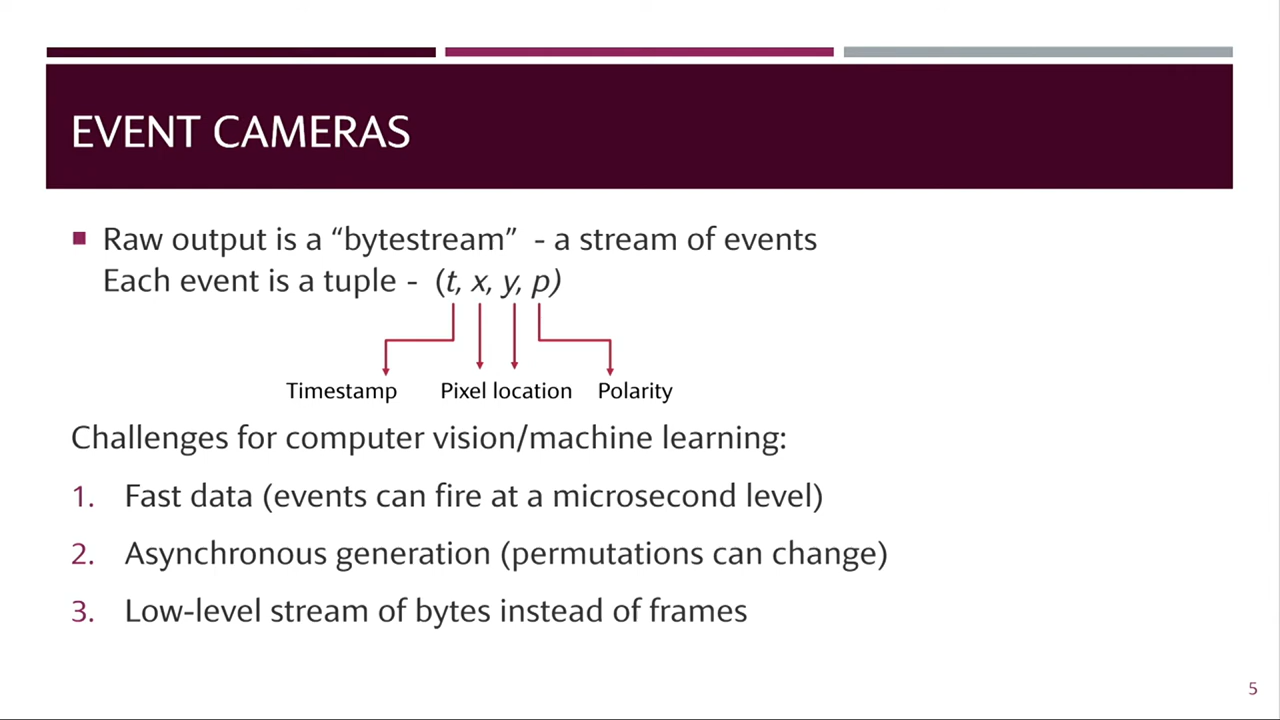 EVENT CAMERAS
Raw output is a “bytestream” - a stream of events
Each event is a tuple - (t, x, y, p)
Timestamp Pixel location Polarity
Challenges for computer vision/machine learning:
1. Fast data (events can fire at a microsecond level)
2. Asynchronous generation (permutations can change)
3. Low-level stream of bytes instead of frames
5